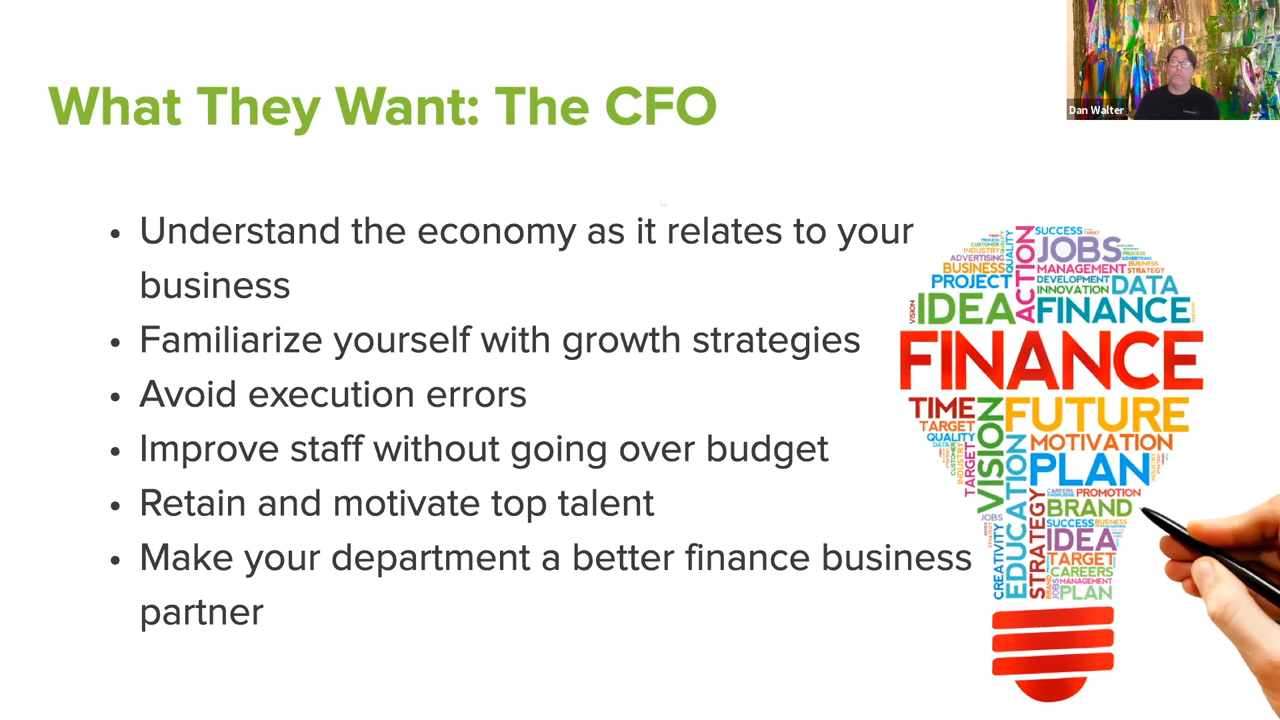 What They Want: The CFO
Dan Walter
• Understand the economy as it relates to your
business
• Familiarize yourself with growth strategies
• Avoid execution errors
• Improve staff without going over budget
• Retain and motivate top talent
• Make your department a better finance business
partner
SUCCESS
TARGET
PROCESS
CUSTOMER
INDUSTRY
QUALITY
ACTION
JOBS
ADVERTISING
BUSINESS
MANAGEMENT
STRATEGY
PROJECT
DEVELOPMENT
INNOVATION
DATA
VISION
IDEA
FINANCE
FINANCE
TIME
VISION
FUTURE
TARGET
QUALITY
MOTIVATION
DATA
CUSTOMER
INDUSTRY
TARGET
EDUCATION
PLAN
CAREERS
PROMOTION
JOBS
STRATEGY
BRAND
SUCCESS
BUSINESS
CREATIVITY
IDEA
TARGET
CAREERS
BRAND
JOBS
MANAGEMENT
PLAN